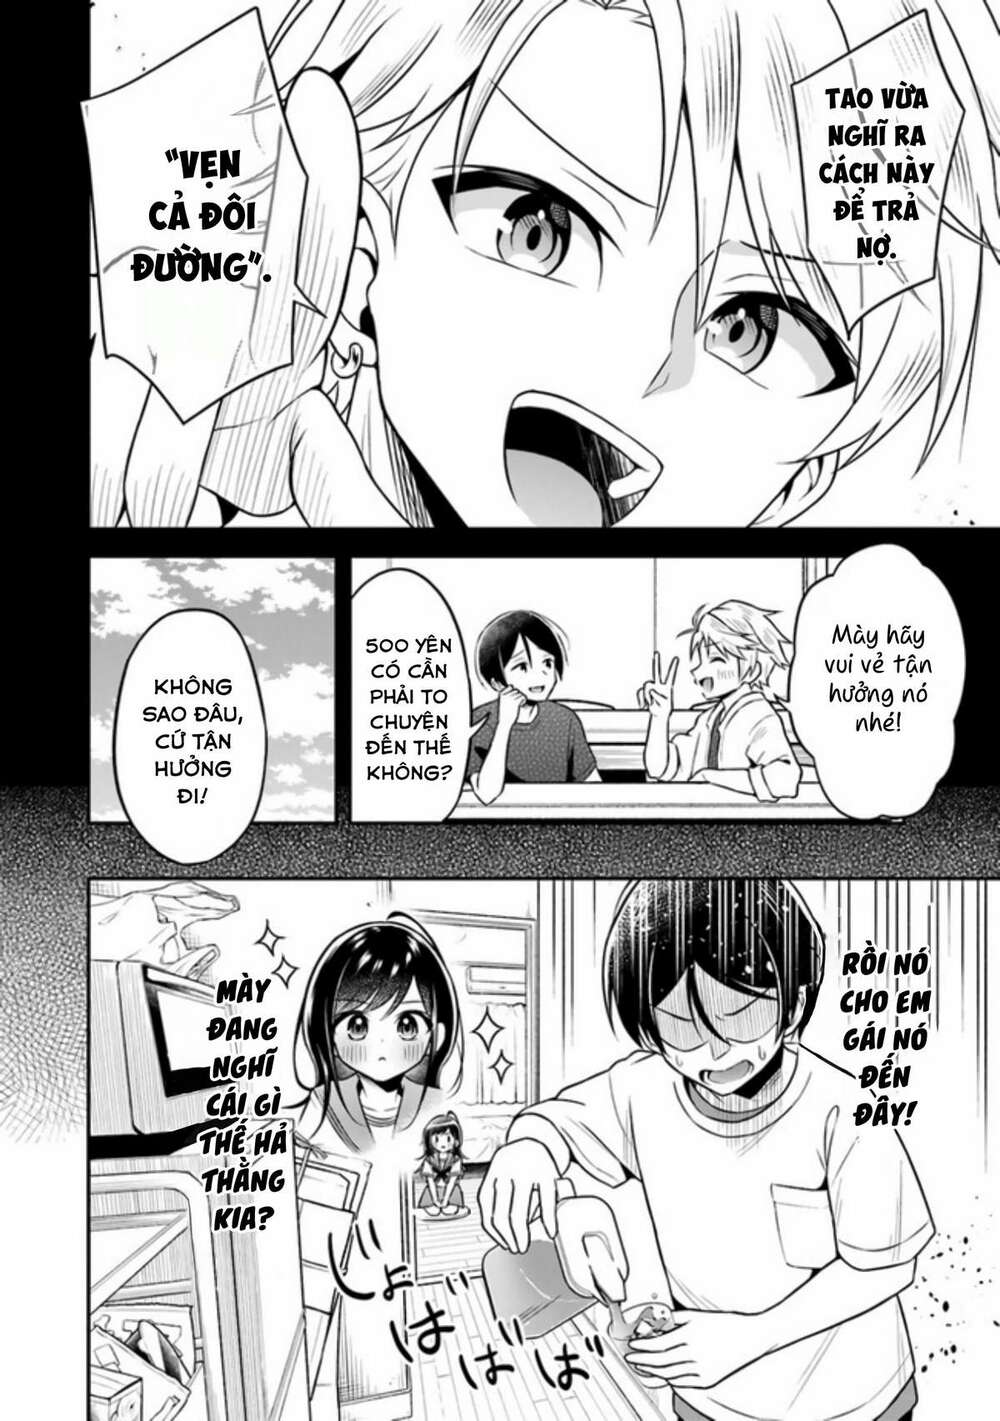 TAO VỪA
NGHĨ RA
CÁCH NÀY
ĐỂ TRẢ
NỢ.
"VẸN
CẢ ĐÔI
ĐƯỜNG".
Mày hãy
vui vẻ tận
hưởng nó
nhé!
500 YÊN
CÓ CẦN
PHẢI TO
CHUYỆN
ĐẾN THẾ
KHÔNG?
KHÔNG
SAO ĐÂU,
CỨ TẬN
HƯỞNG
ĐI!
RỒI NÓ
CHO EM
GÁI NÓ
ĐẾN
ĐÂY!
MÀY
ĐANG
NGHĨ
CÁI GÌ
THẾ HẢ
THẰNG
KIA?
じょばばばば